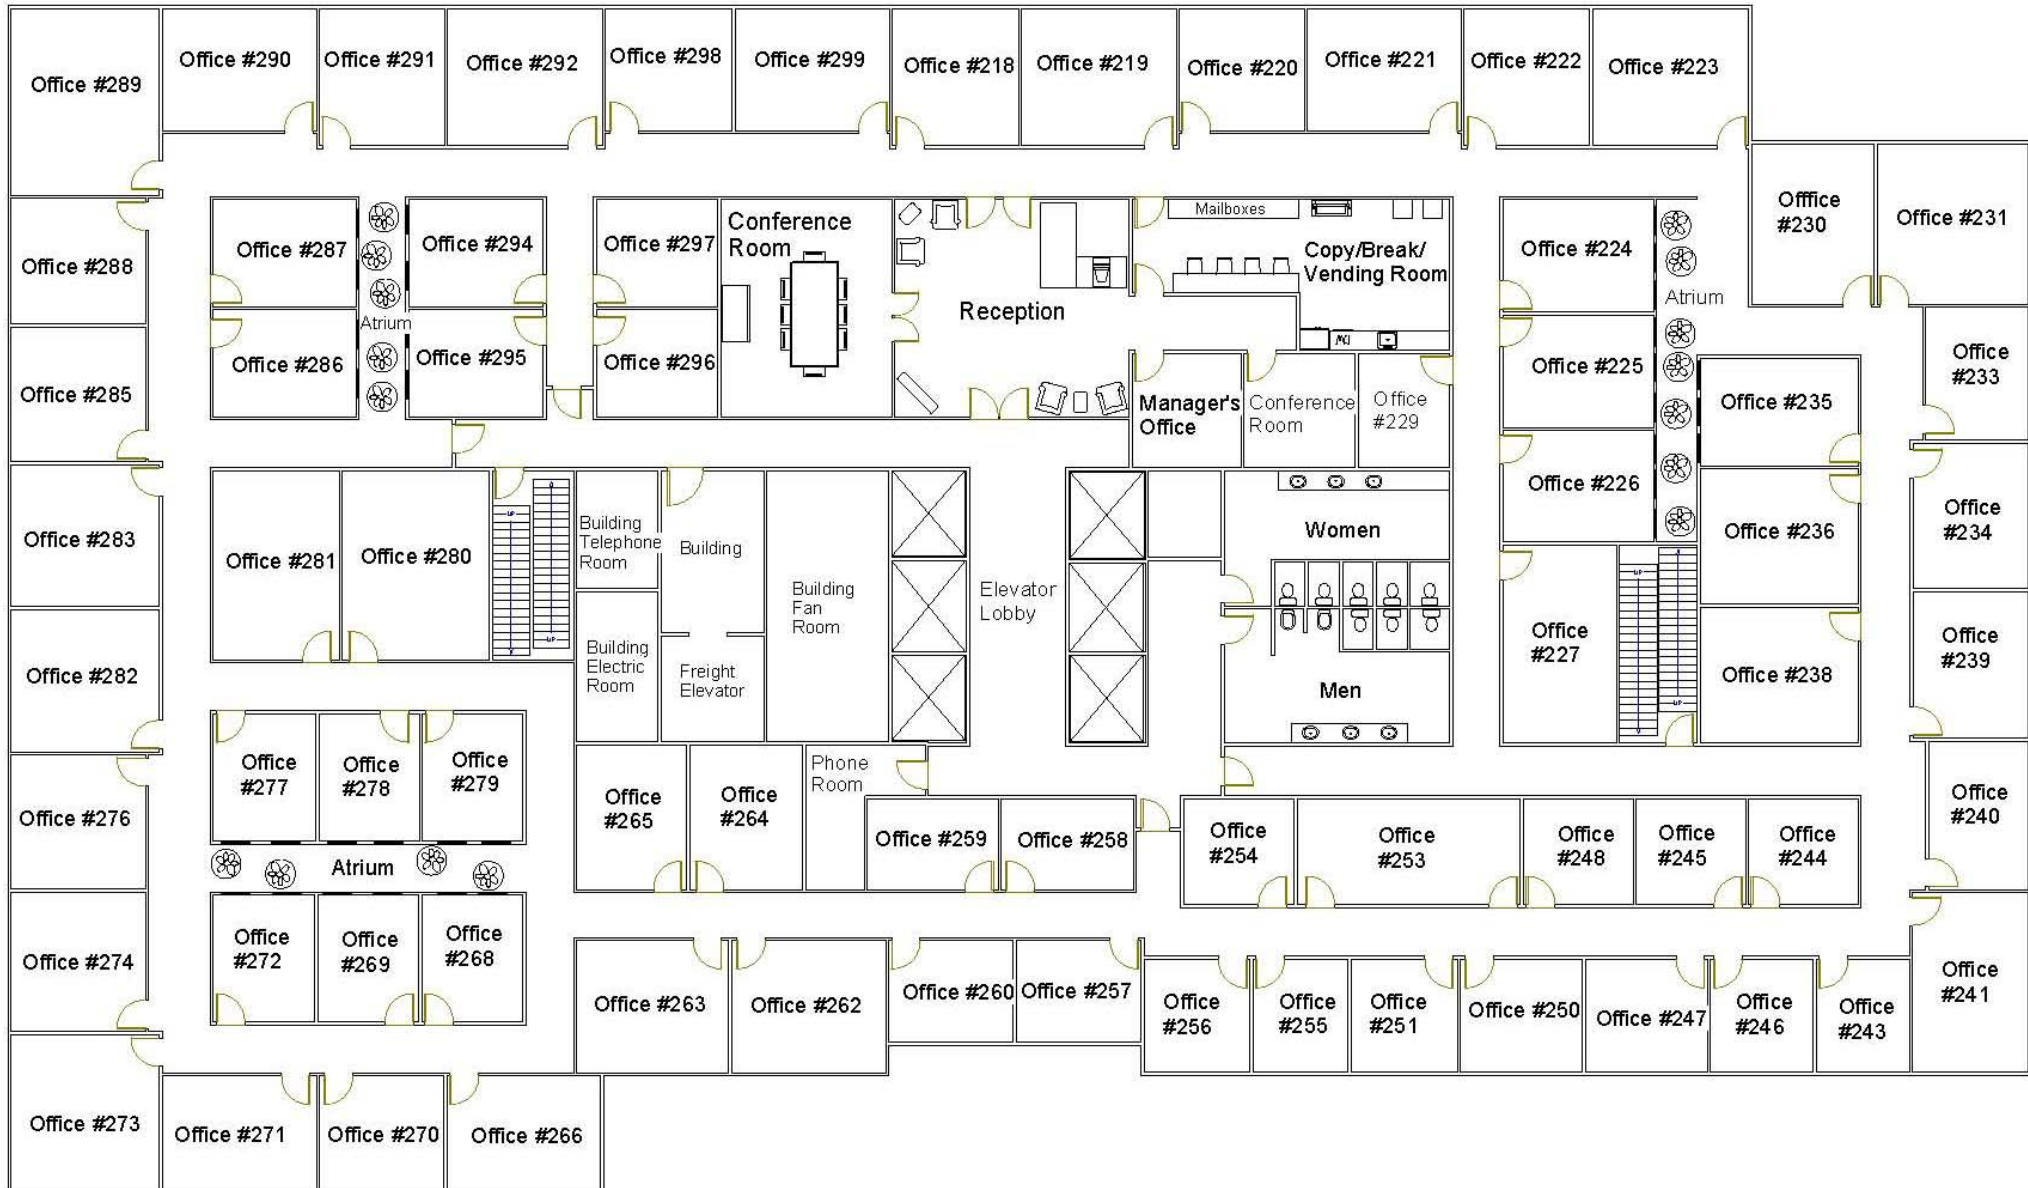 Office #289
Office #290
Office #291
Office #292
Office #298
Office #299
Office #218
Office #219
Office #220
Office #221
Office #222
Office #223
Office #288
Office #287
Office #294
Office #297
Conference
Room
Reception
Mailboxes
Copy/Break/
Vending Room
Office #224
Atrium
Office
#230
Office #231
Office #285
Office #286
Atrium
Office #295
Office #296
Manager's
Office
Conference
Room
Office
#229
Office #225
Office #235
Office
#233
Office #283
Office #281
Office #280
UP
UP
Building
Telephone
Room
Building
Building
Fan
Room
Elevator
Lobby
Women
Office #226
Office #236
Office
#234
Office #282
Building
Electric
Room
Freight
Elevator
Men
Office
#227
UP
UP
Office #238
Office
#239
Office #276
Office
#277
Office
#278
Office
#279
Office
#265
Office
#264
Phone
Room
Office #259
Office #258
Office
#254
Office
#253
Office
#248
Office
#245
Office
#244
Office
#240
Atrium
Office #274
Office
#272
Office
#269
Office
#268
Office #263
Office #262
Office #260
Office #257
Office
#256
Office
#255
Office
#251
Office #250
Office #247
Office
#246
Office
#243
Office
#241
Office #273
Office #271
Office #270
Office #266